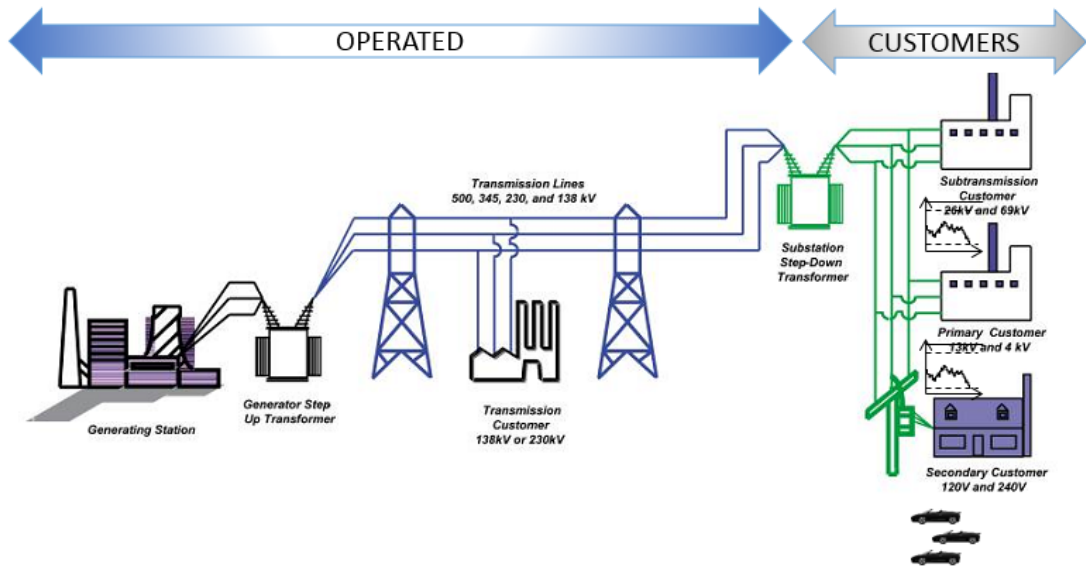 OPERATED
CUSTOMERS
Transmission Lines
500, 345, 230, and 138 kV
Subtransmission
Customer
26kV and 69kV
Substation
Step-Down
Transformer
Primary Customer
13kV and 4 kV
Generating Station
Generator Step
Up Transformer
Transmission
Customer
138kV or 230kV
Secondary Customer
120V and 240V